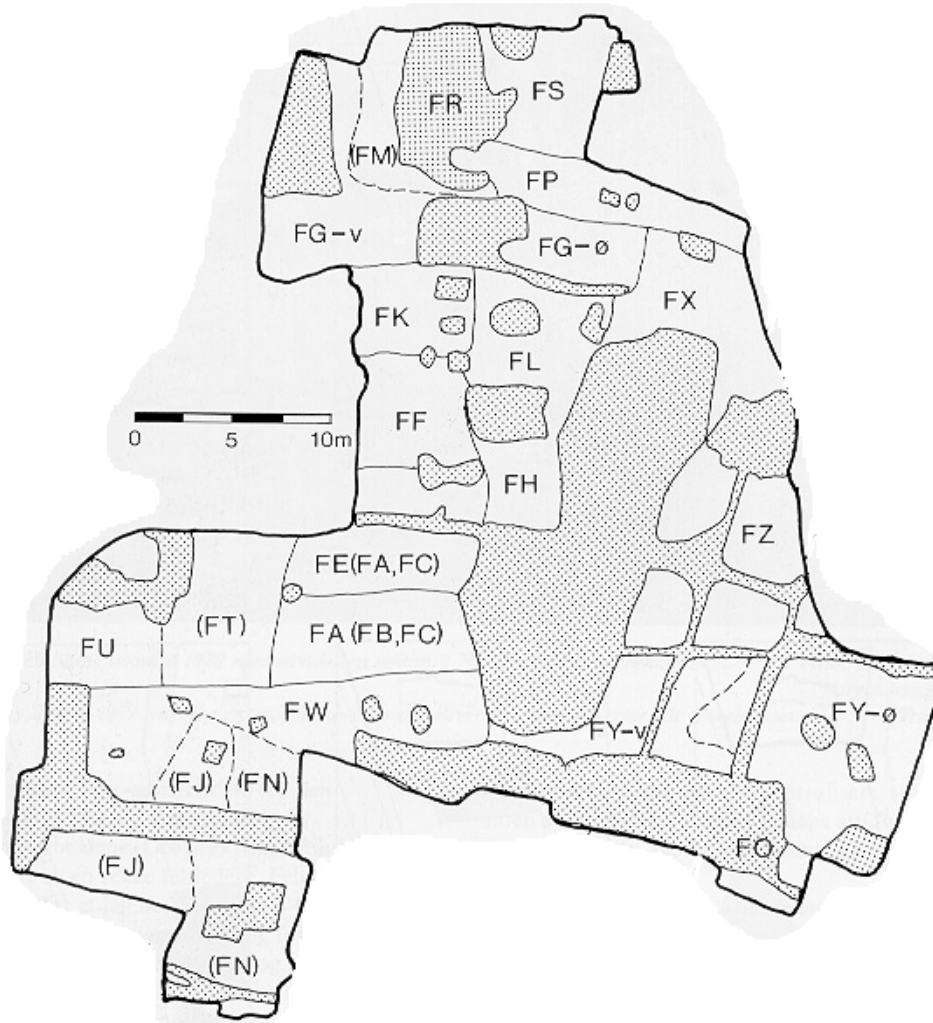 FR
FS
(FM)
FP
FG-v
FG-ø
FX
FK
FL
FF
0 5 10m
FH
FZ
FE(FA,FC)
(FT)
FA(FB,FC)
FU
FW
FY-v
FY-ø
(FJ)
(FN)
FO
(FJ)
(FN)